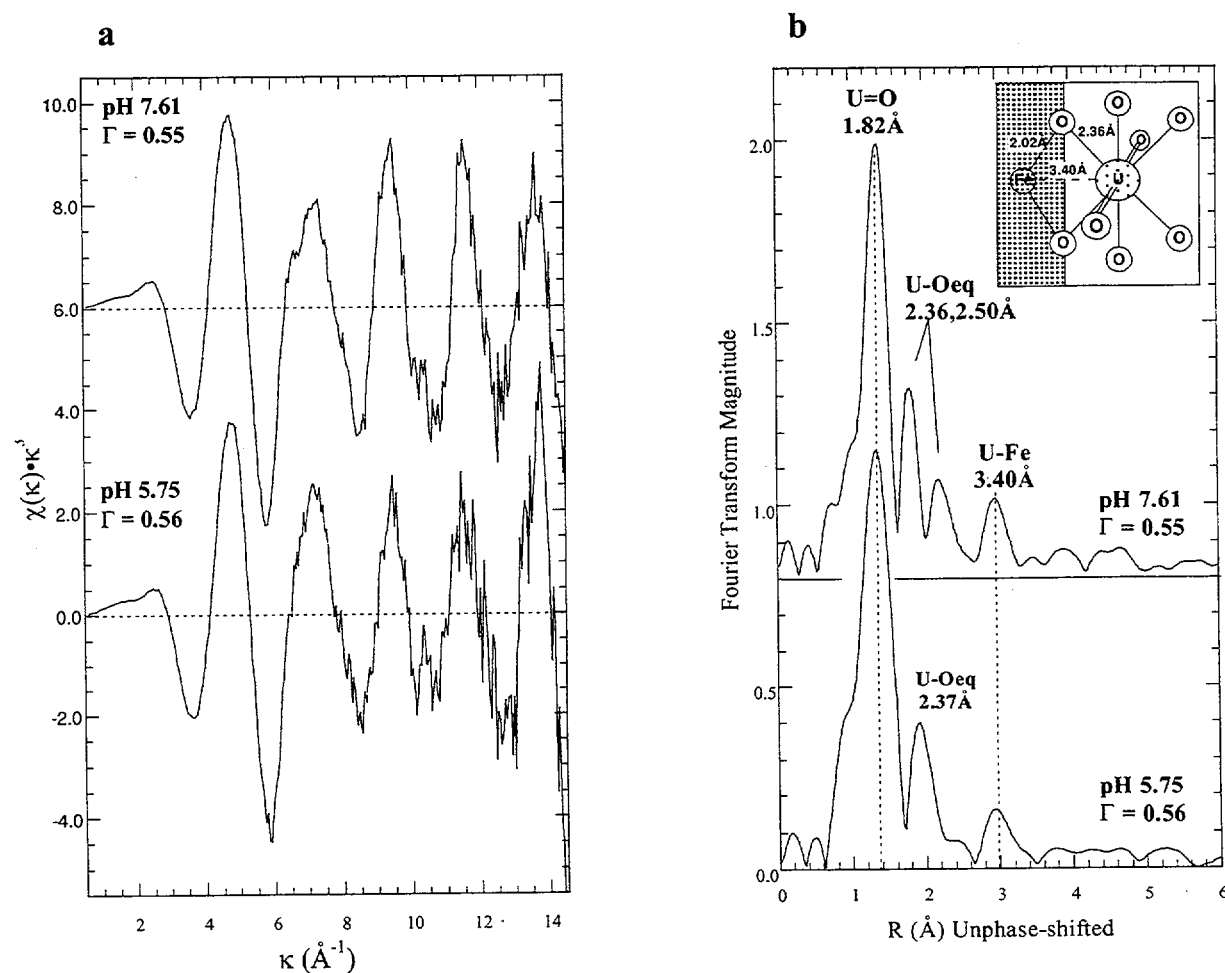 a
pH 7.61
Γ = 0.55
pH 5.75
Γ = 0.56
10.0
8.0
6.0
4.0
2.0
0.0
-2.0
-4.0
χ(κ)•κ³
2 4 6 8 10 12 14
κ (Å⁻¹)
b
U=O
1.82Å
U-Oeq
2.36,2.50Å
U-Fe
3.40Å
pH 7.61
Γ = 0.55
U-Oeq
2.37Å
pH 5.75
Γ = 0.56
O
O
O
2.02Å
2.36Å
O
Fe
3.40Å
U
O
O
O
O
2.0
1.5
1.0
0.5
0.0
Fourier Transform Magnitude
0 1 2 3 4 5 6
R (Å) Unphase-shifted